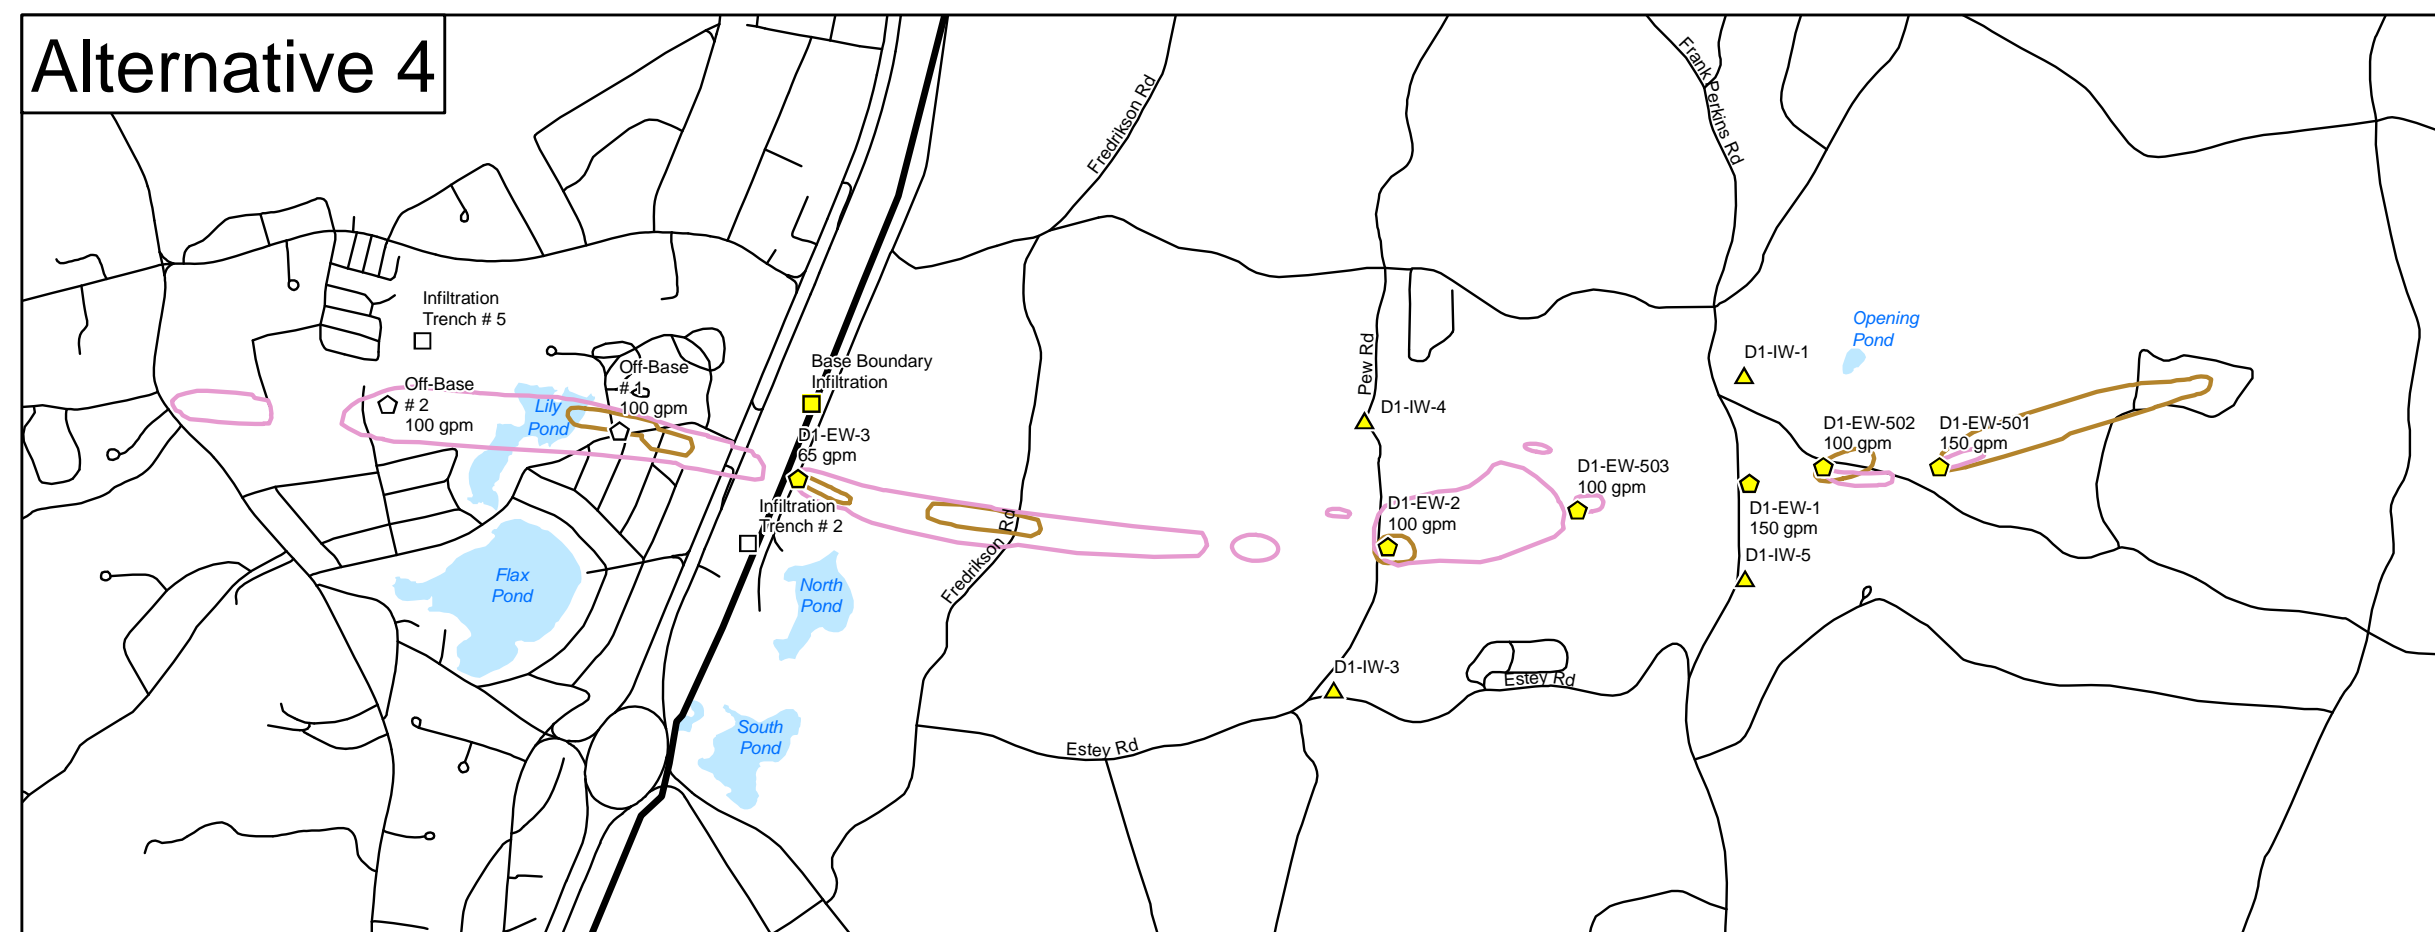 Alternative 4
Fredrikson Rd
Frank Perkins Rd
Infiltration
Trench # 5
Opening
Pond
Pew Rd
D1-IW-1
Base Boundary
Infiltration
Off-Base
# 1
100 gpm
Off-Base
# 2
100 gpm
Lily
Pond
D1-IW-4
D1-EW-502
100 gpm
D1-EW-501
150 gpm
D1-EW-3
65 gpm
D1-EW-503
100 gpm
Infiltration
Trench # 2
D1-EW-2
100 gpm
D1-EW-1
150 gpm
D1-IW-5
Fredrikson Rd
Flax
Pond
North
Pond
D1-IW-3
Estey Rd
South
Pond
Estey Rd